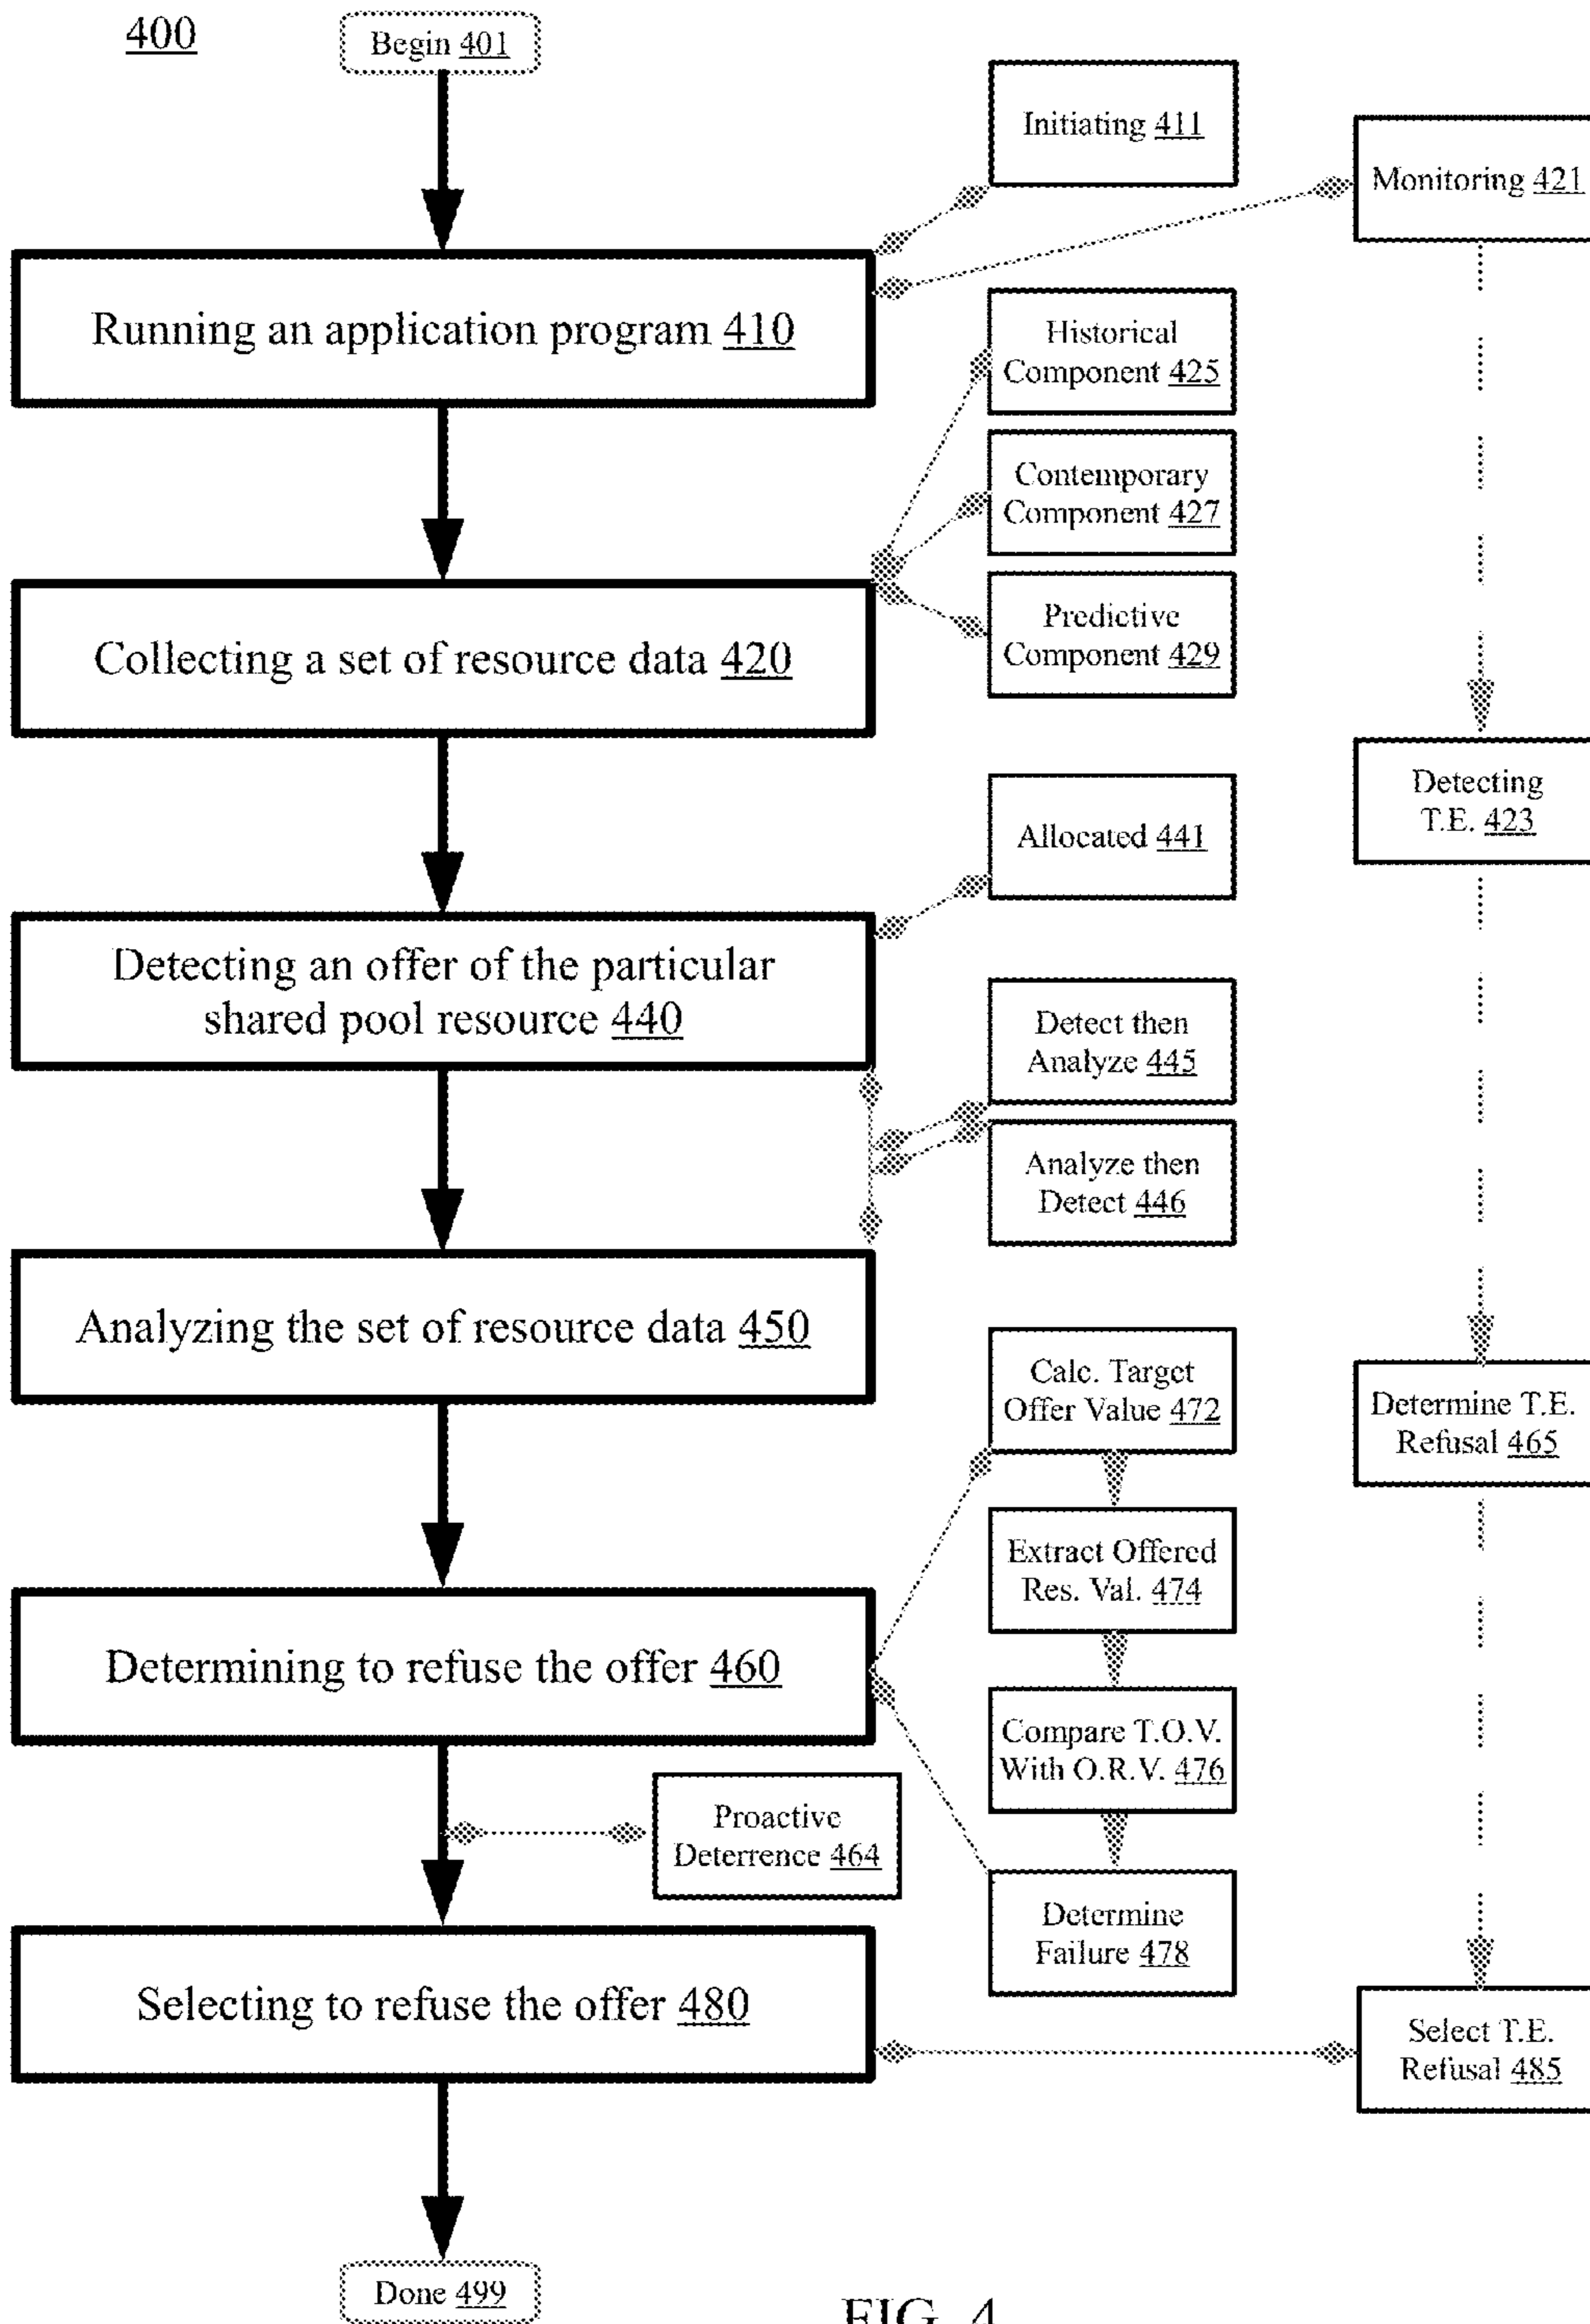 400
Begin 401
Initiating 411
Monitoring 421
Running an application program 410
Historical
Component 425
Contemporary
Component 427
Predictive
Component 429
Collecting a set of resource data 420
Detecting
T.E. 423
Allocated 441
Detecting an offer of the particular
shared pool resource 440
Detect then
Analyze 445
Analyze then
Detect 446
Analyzing the set of resource data 450
Calc. Target
Offer Value 472
Determine T.E.
Refusal 465
Extract Offered
Res. Val. 474
Determining to refuse the offer 460
Compare T.O.V.
With O.R.V. 476
Proactive
Deterrence 464
Determine
Failure 478
Selecting to refuse the offer 480
Select T.E.
Refusal 485
Done 499
FIG. 4